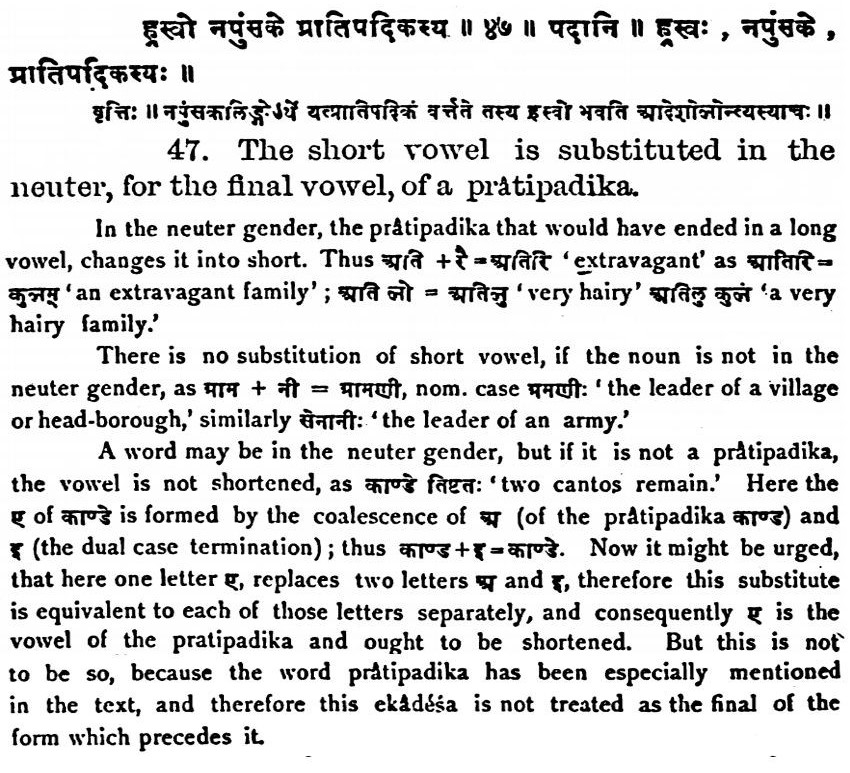 ह्रस्वो नपुंसके प्रातिपदिकस्य ॥ ४७ ॥ पदानि ॥ ह्रस्वः , नपुंसके ,
प्रातिपदिकस्यः ॥
वृत्तिः ॥ नपुंसकलिङ्गेऽर्थे यत्प्रातिपदिकं वर्त्तते तस्य ह्रस्वो भवति आदेशोऽलोन्त्यस्याचः ॥
47. The short vowel is substituted in the
neuter, for the final vowel, of a prâtipadika.
In the neuter gender, the prâtipadika that would have ended in a long
vowel, changes it into short. Thus अति + रै = अतिरि 'extravagant' as अतिरि =
कुलम् 'an extravagant family' ; अति लो = अतिलु 'very hairy' अतिलु कुलं 'a very
hairy family.'
There is no substitution of short vowel, if the noun is not in the
neuter gender, as ग्राम + नी = ग्रामणी, nom. case ग्रमणीः 'the leader of a village
or head-borough,' similarly सेनानीः 'the leader of an army.'
A word may be in the neuter gender, but if it is not a prâtipadika,
the vowel is not shortened, as काण्डे तिष्टतः 'two cantos remain.' Here the
ए of काण्डे is formed by the coalescence of अ (of the prâtipadika काण्ड) and
इ (the dual case termination) ; thus काण्ड + इ = काण्डे. Now it might be urged,
that here one letter ए, replaces two letters अ and इ, therefore this substitute
is equivalent to each of those letters separately, and consequently ए is the
vowel of the pratipadika and ought to be shortened. But this is not
to be so, because the word prâtipadika has been especially mentioned
in the text, and therefore this ekâdéśa is not treated as the final of the
form which precedes it.